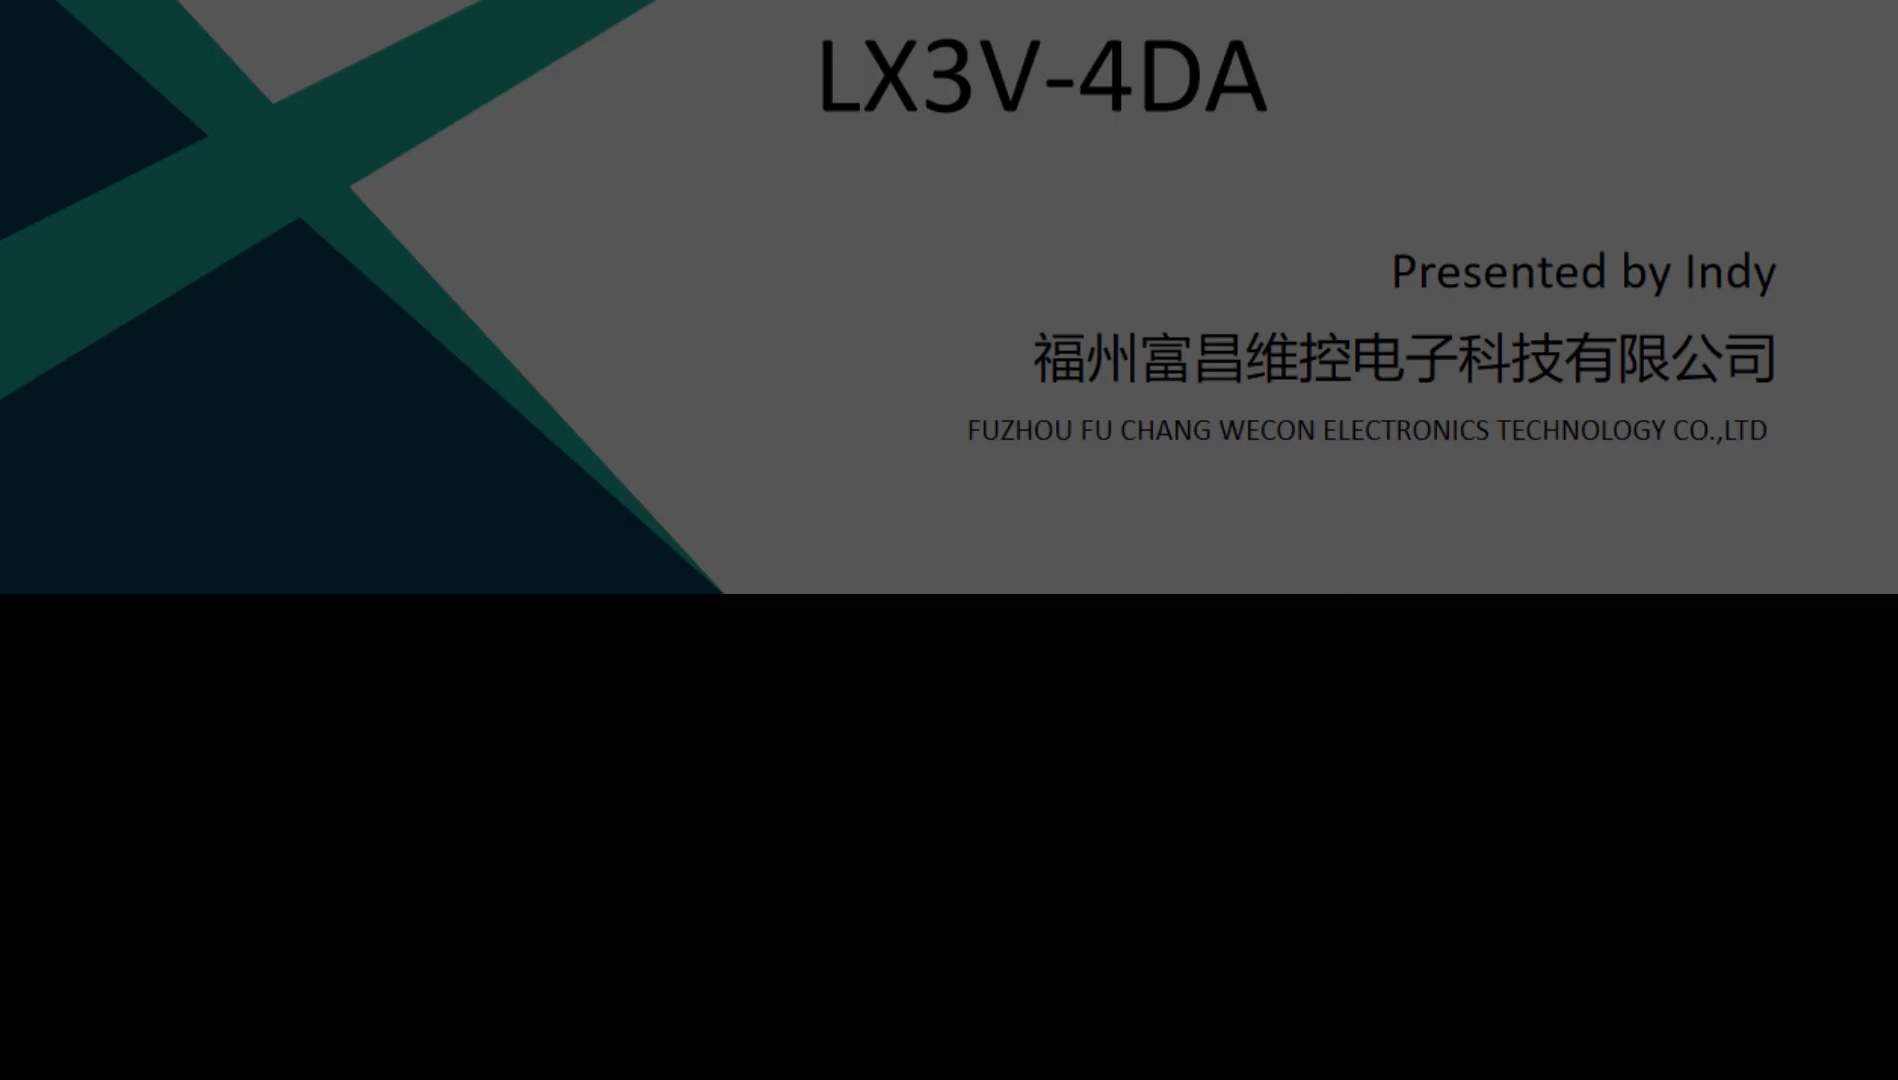 LX3V-4DA
Presented by Indy
福州富昌维控电子科技有限公司
FUZHOU FU CHANG WECON ELECTRONICS TECHNOLOGY CO.,LTD